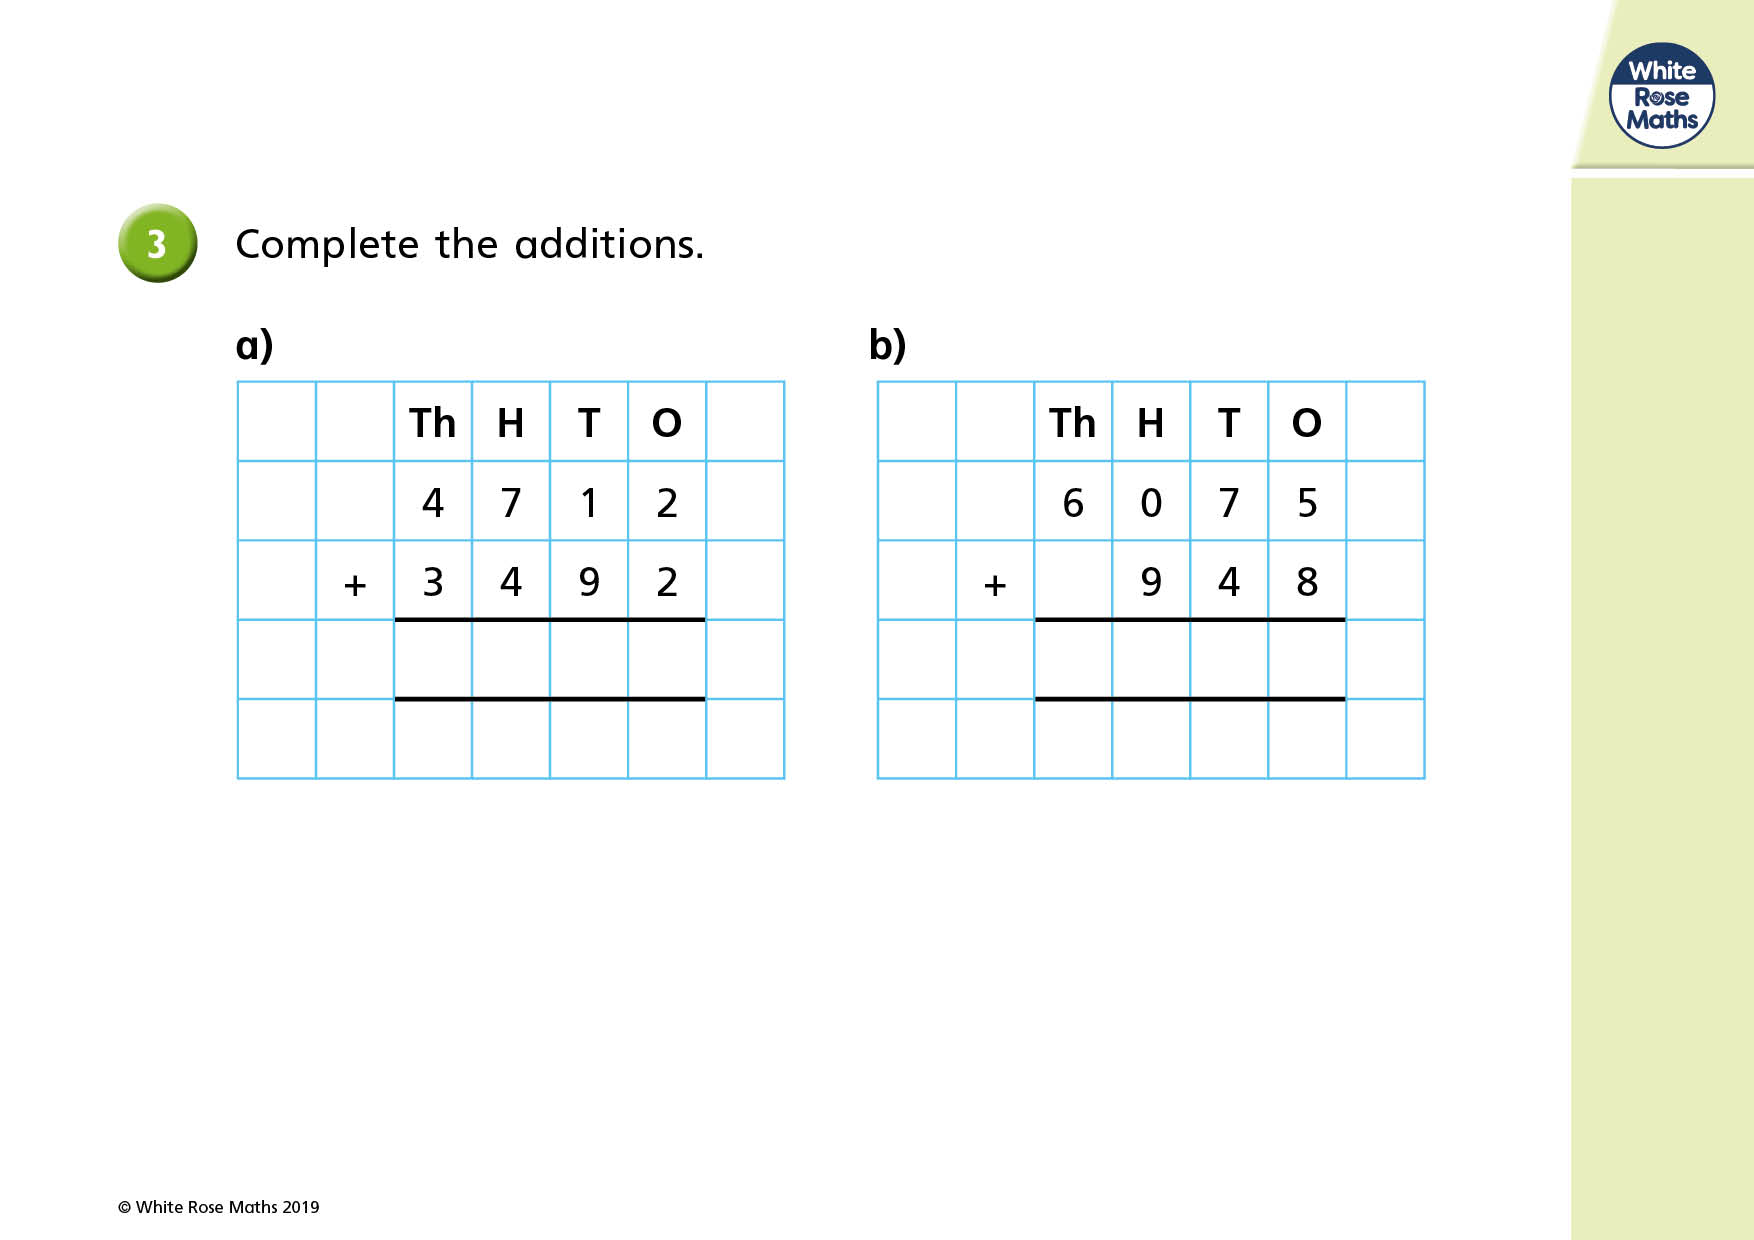 White
Rose
Maths
3 Complete the additions.
a) b)
Th H T O Th H T O
4 7 1 2 6 0 7 5
+ 3 4 9 2 + 9 4 8
© White Rose Maths 2019